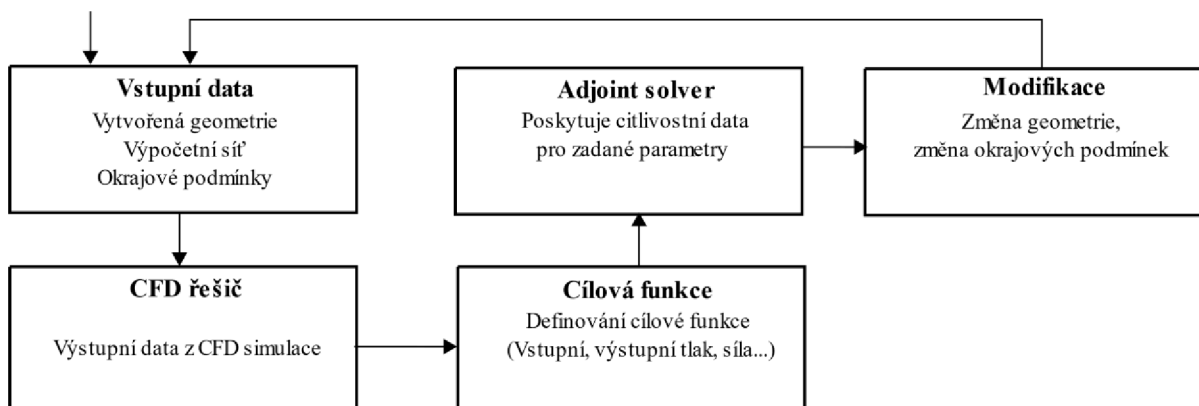 Vstupní data
Vytvořená geometrie
Výpočetní síť
Okrajové podmínky
CFD řešič
Výstupní data z CFD simulace
Cílová funkce
Definování cílové funkce
(Vstupní, výstupní tlak, síla...)
Adjoint solver
Poskytuje citlivostní data
pro zadané parametry
Modifikace
Změna geometrie,
změna okrajových podmínek